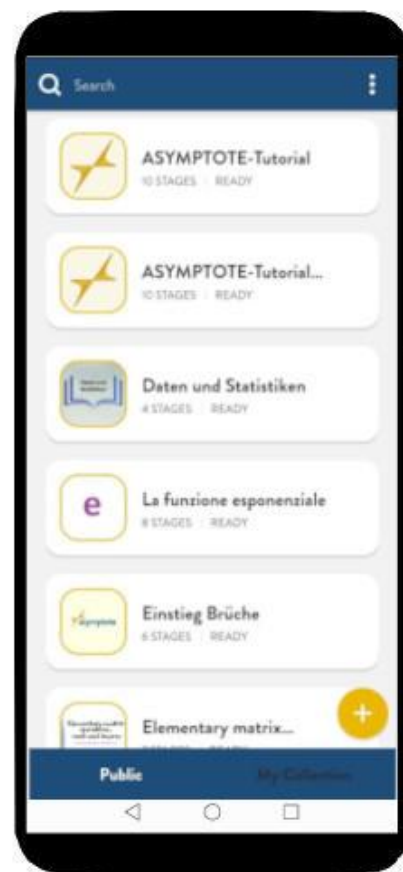 Search
ASYMPTOTE-Tutorial
10 STAGES READY
ASYMPTOTE-Tutorial...
10 STAGES READY
Daten und Statistiken
4 STAGES READY
e
La funzione esponenziale
8 STAGES READY
Asymptote
Einstieg Brüche
6 STAGES READY
Elementary matrix...
+
Public
My Collection